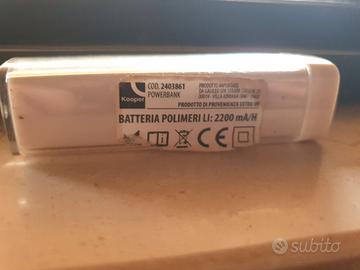 Kooper
COD. 2403861
POWERBANK
PRODOTTO IMPORTATO
PRODOTTO DI PROVENIENZA EXTRA UE
BATTERIA POLIMERI LI: 2200 mA/H
CE
subito